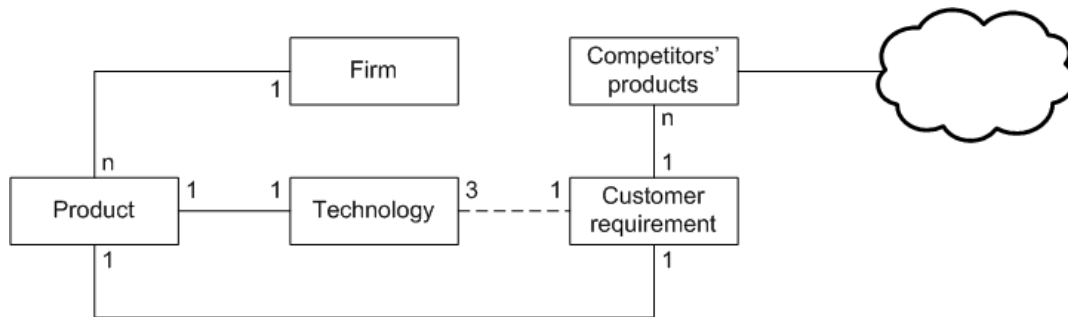 Firm
1
Competitors'
products
n
n
1
Product
1
1
Technology
3
1
Customer
requirement
1
1